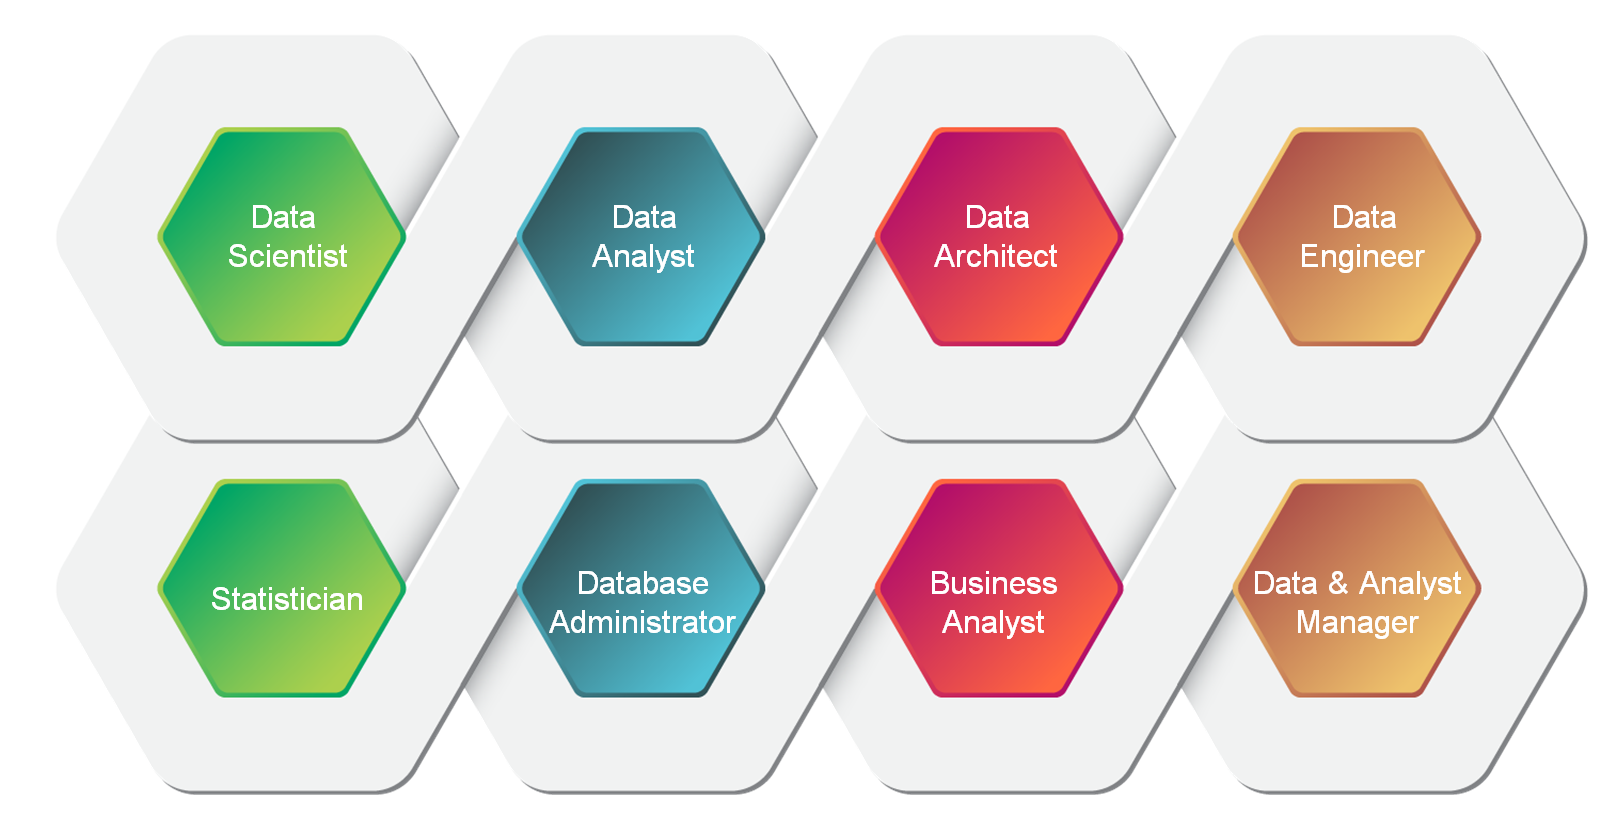 Data
Scientist
Data
Analyst
Data
Architect
Data
Engineer
Statistician
Database
Administrator
Business
Analyst
Data & Analyst
Manager